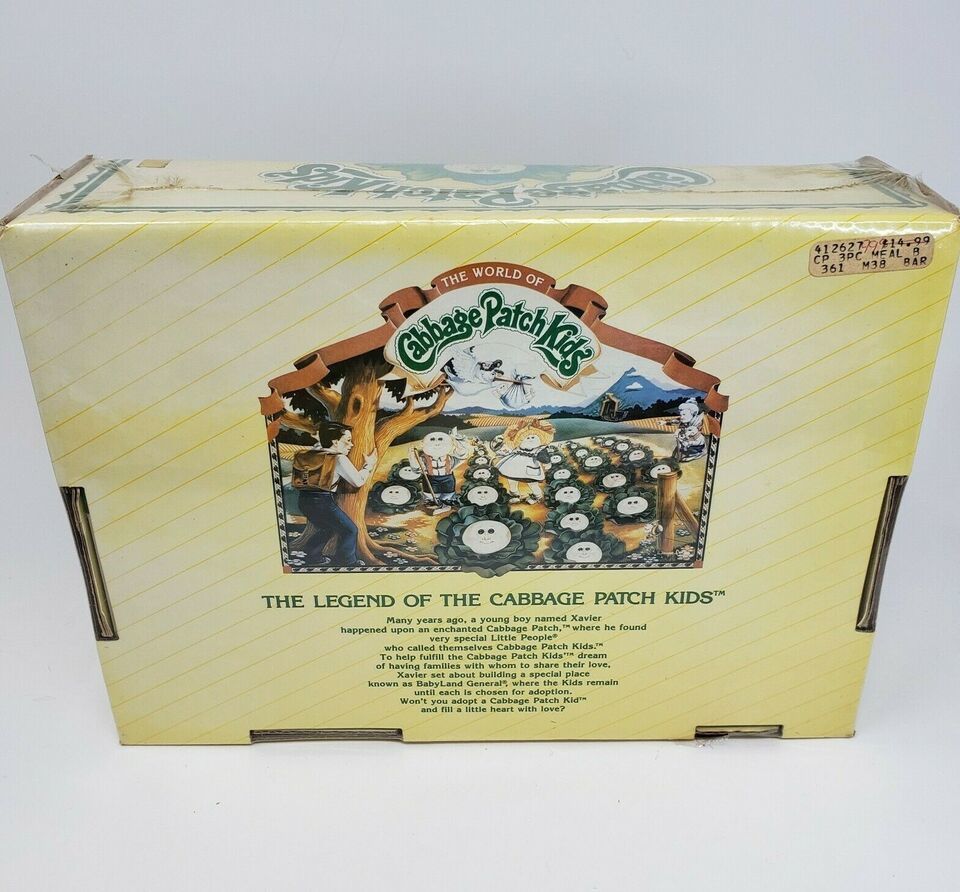 Cabbage Patch Kids
412627 999 $14.99
CP 3PC MEAL B
361 M38 BAR
THE WORLD OF
Cabbage Patch Kids
THE LEGEND OF THE CABBAGE PATCH KIDS™
Many years ago, a young boy named Xavier
happened upon an enchanted Cabbage Patch,™ where he found
very special Little People®
who called themselves Cabbage Patch Kids.™
To help fulfill the Cabbage Patch Kids'™ dream
of having families with whom to share their love,
Xavier set about building a special place
known as BabyLand General®, where the Kids remain
until each is chosen for adoption.
Won't you adopt a Cabbage Patch Kid™
and fill a little heart with love?